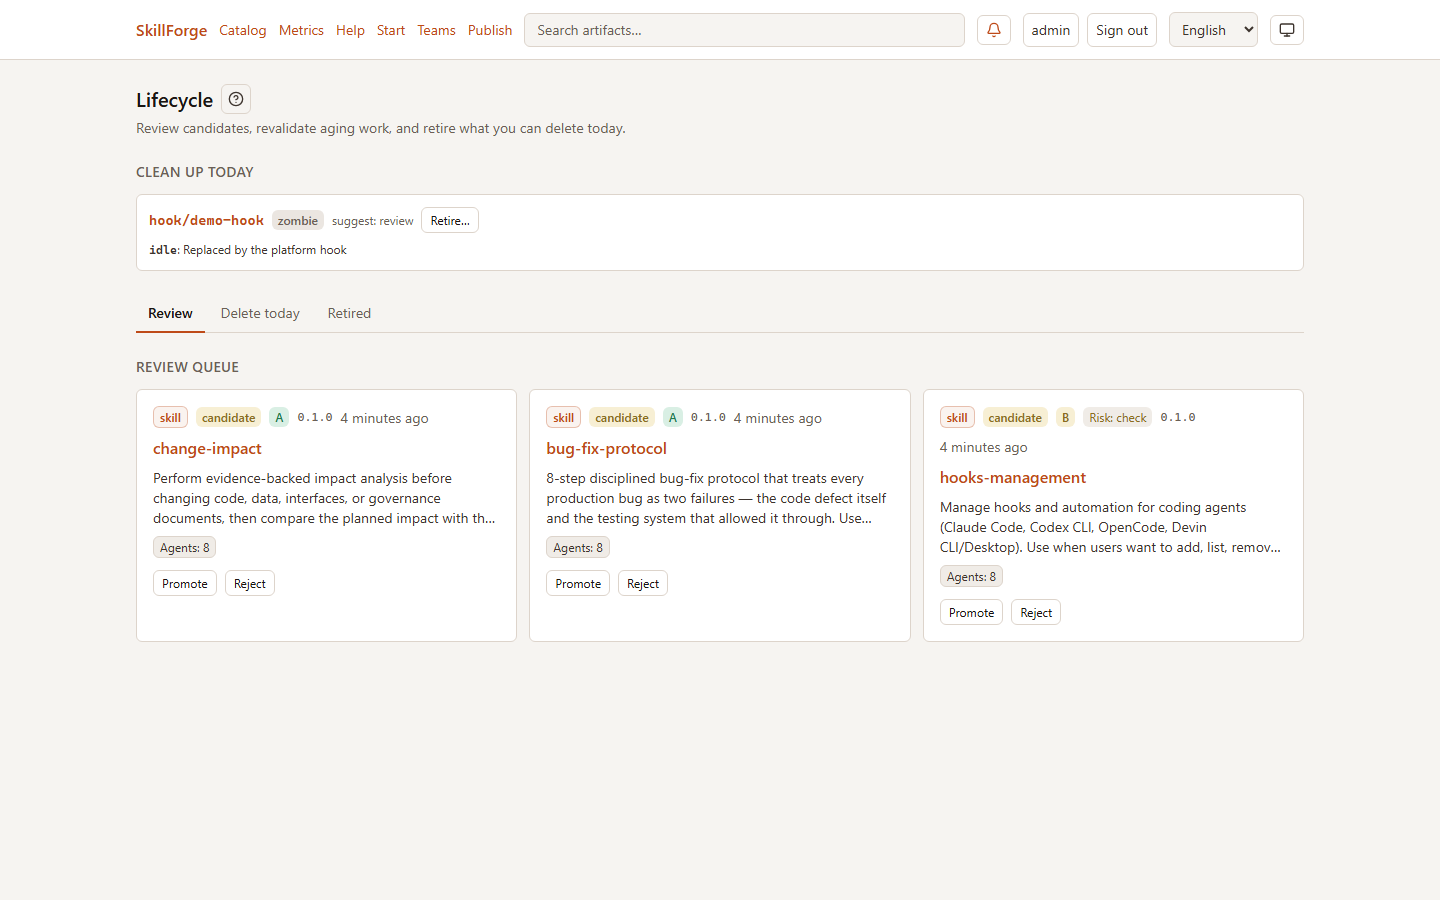 SkillForge Catalog Metrics Help Start Teams Publish Search artifacts... admin Sign out English
Lifecycle
Review candidates, revalidate aging work, and retire what you can delete today.
CLEAN UP TODAY
hook/demo-hook zombie suggest: review Retire...
idle: Replaced by the platform hook
Review Delete today Retired
REVIEW QUEUE
skill candidate A 0.1.0 4 minutes ago
change-impact
Perform evidence-backed impact analysis before
changing code, data, interfaces, or governance
documents, then compare the planned impact with th...
Agents: 8
Promote Reject
skill candidate A 0.1.0 4 minutes ago
bug-fix-protocol
8-step disciplined bug-fix protocol that treats every
production bug as two failures — the code defect itself
and the testing system that allowed it through. Use...
Agents: 8
Promote Reject
skill candidate B Risk: check 0.1.0
4 minutes ago
hooks-management
Manage hooks and automation for coding agents
(Claude Code, Codex CLI, OpenCode, Devin
CLI/Desktop). Use when users want to add, list, remov...
Agents: 8
Promote Reject